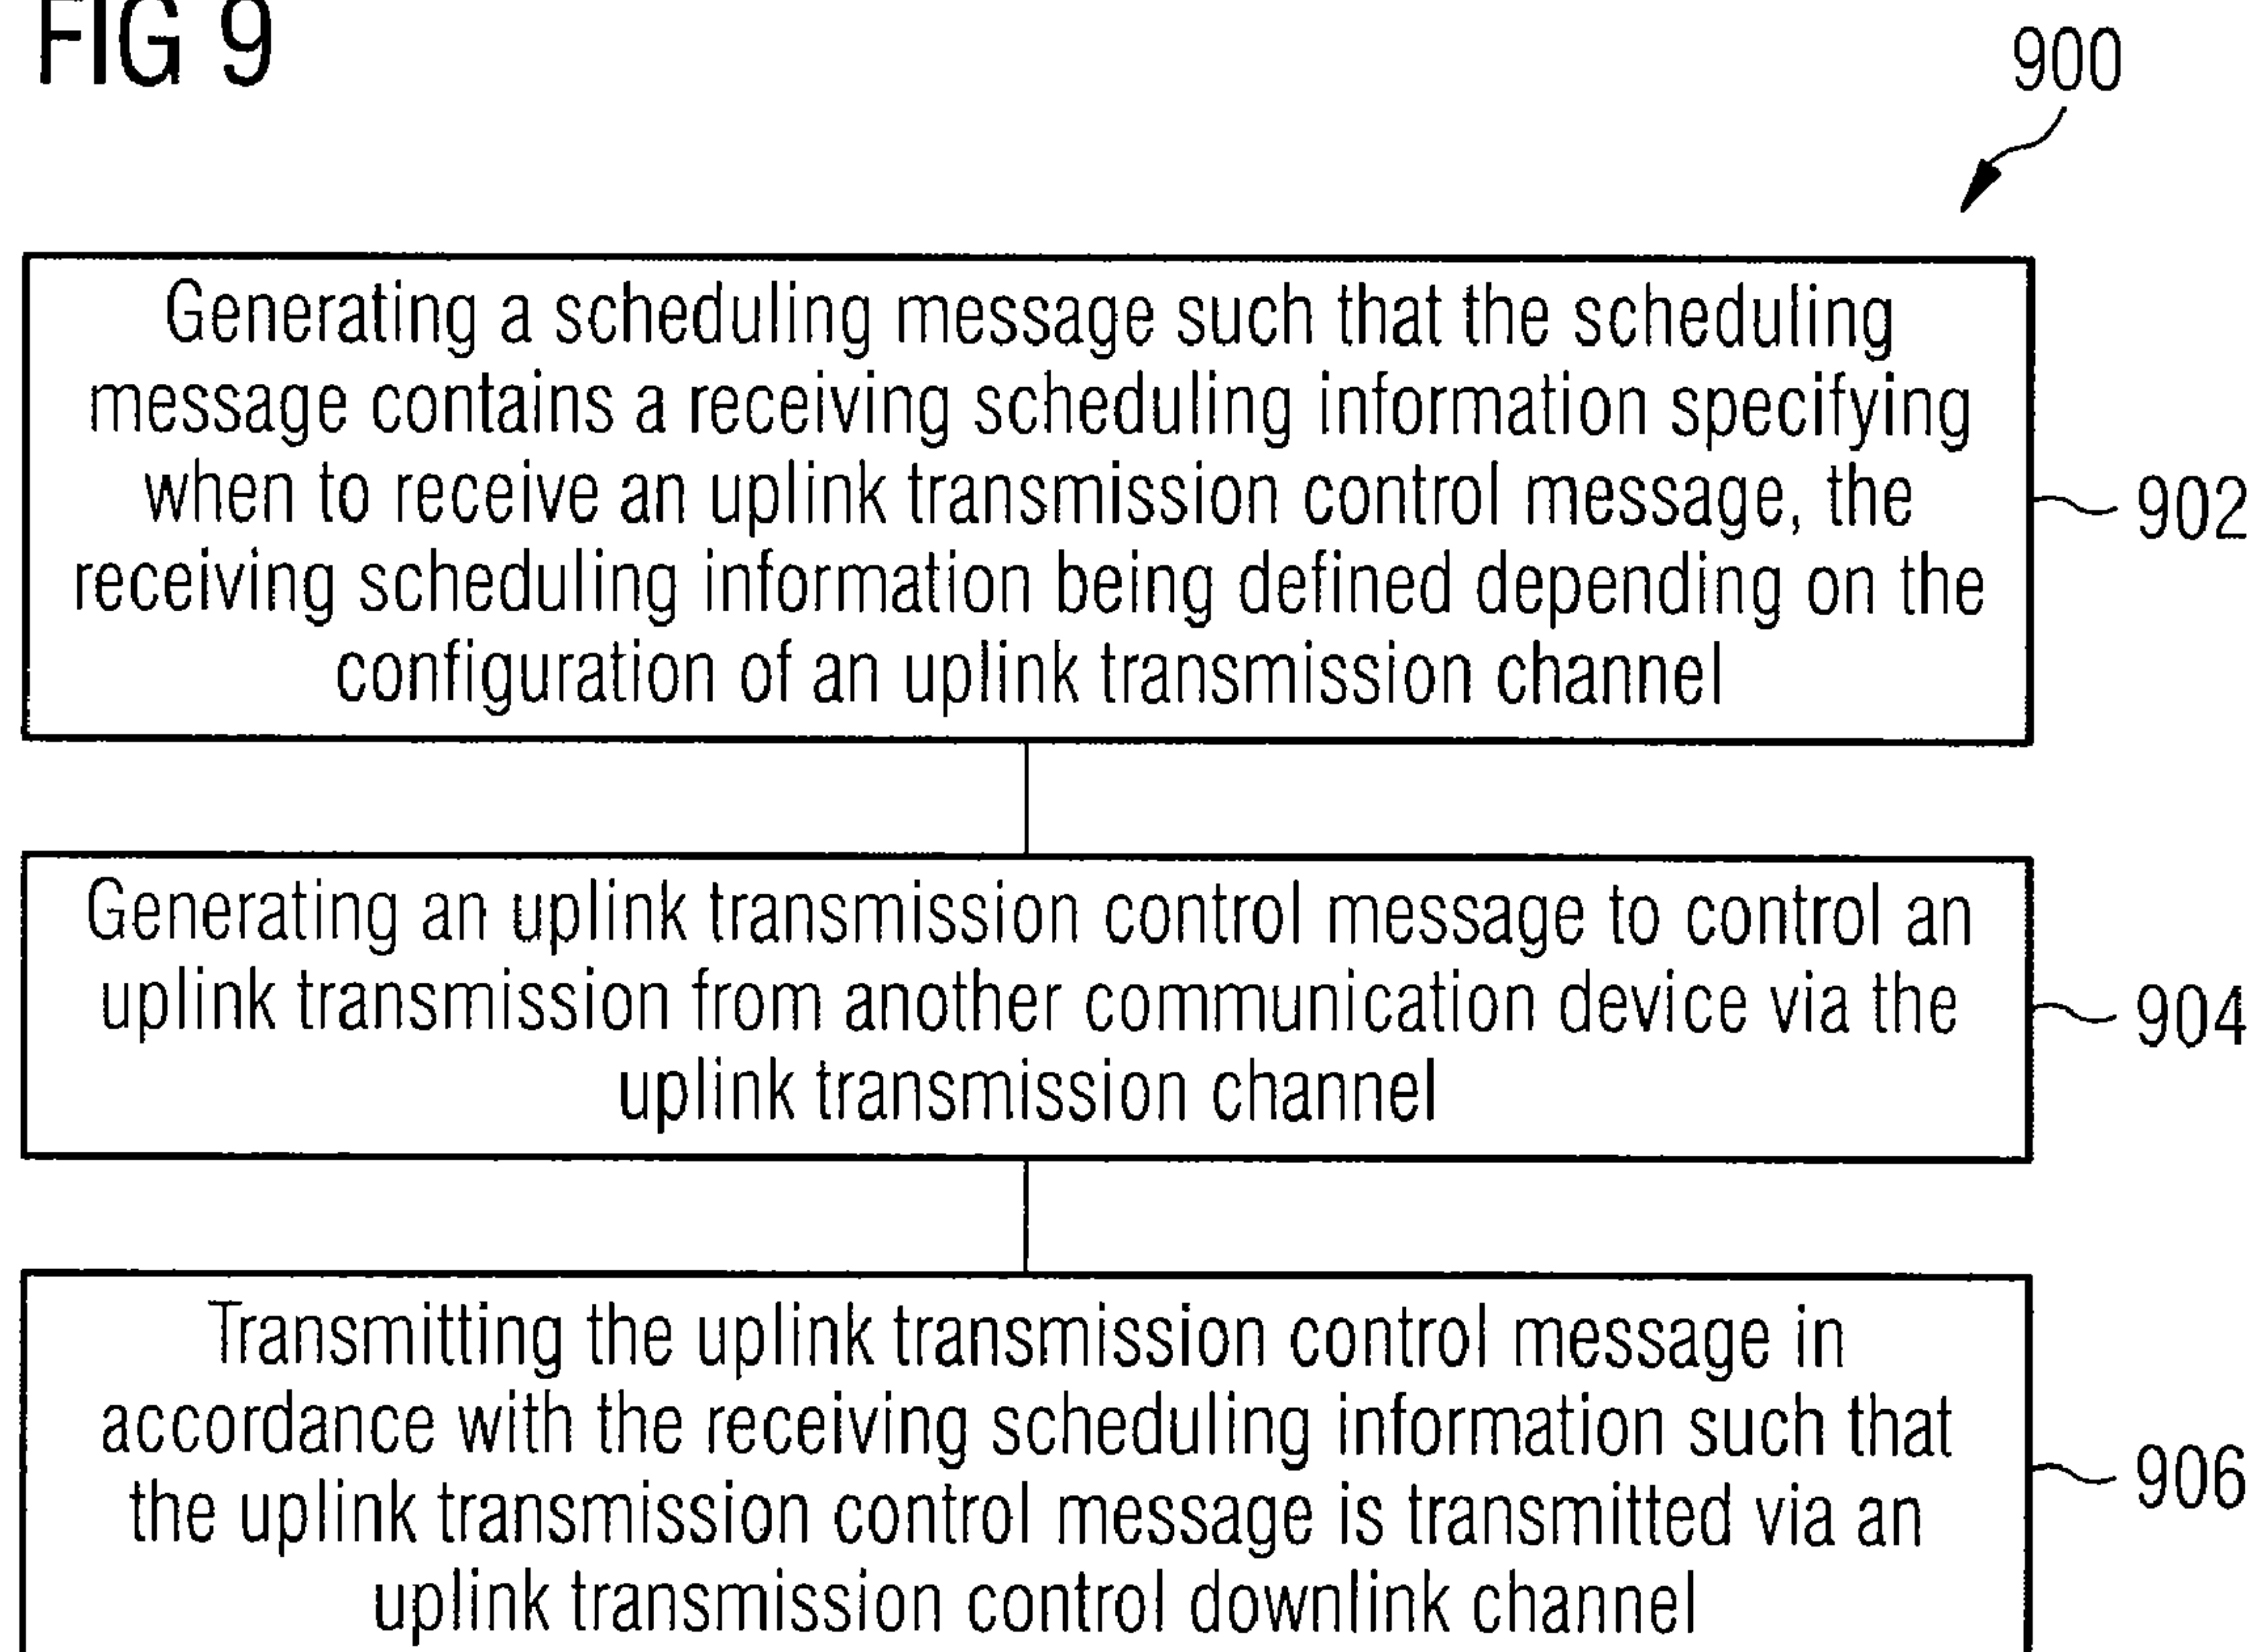 FIG 9
900
Generating a scheduling message such that the scheduling
message contains a receiving scheduling information specifying
when to receive an uplink transmission control message, the
receiving scheduling information being defined depending on the
configuration of an uplink transmission channel
902
Generating an uplink transmission control message to control an
uplink transmission from another communication device via the
uplink transmission channel
904
Transmitting the uplink transmission control message in
accordance with the receiving scheduling information such that
the uplink transmission control message is transmitted via an
uplink transmission control downlink channel
906